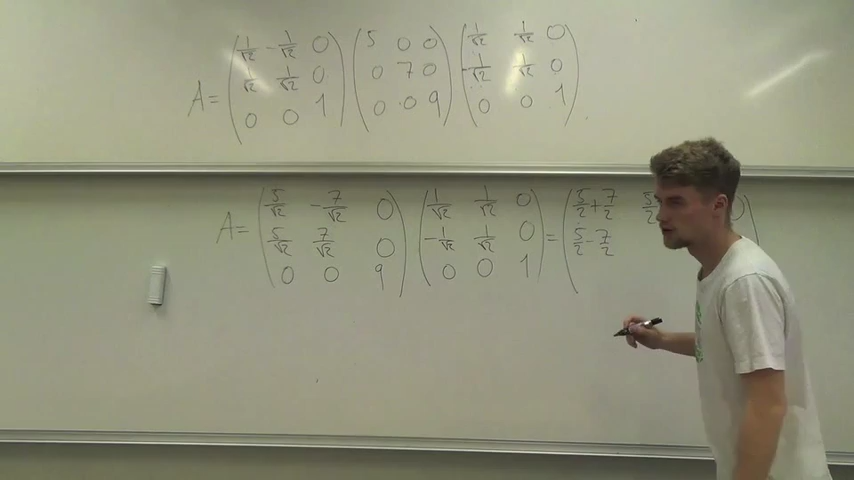 1/√2 -1/√2 0 5 0 0 1/√2 1/√2 0
A = 1/√2 1/√2 0 0 7 0 -1/√2 1/√2 0
0 0 1 0 0 9 0 0 1
5/√2 -7/√2 0 1/√2 1/√2 0 5/2+7/2 5/2 0
A = 5/√2 7/√2 0 -1/√2 1/√2 0 = 5/2-7/2
0 0 9 0 0 1